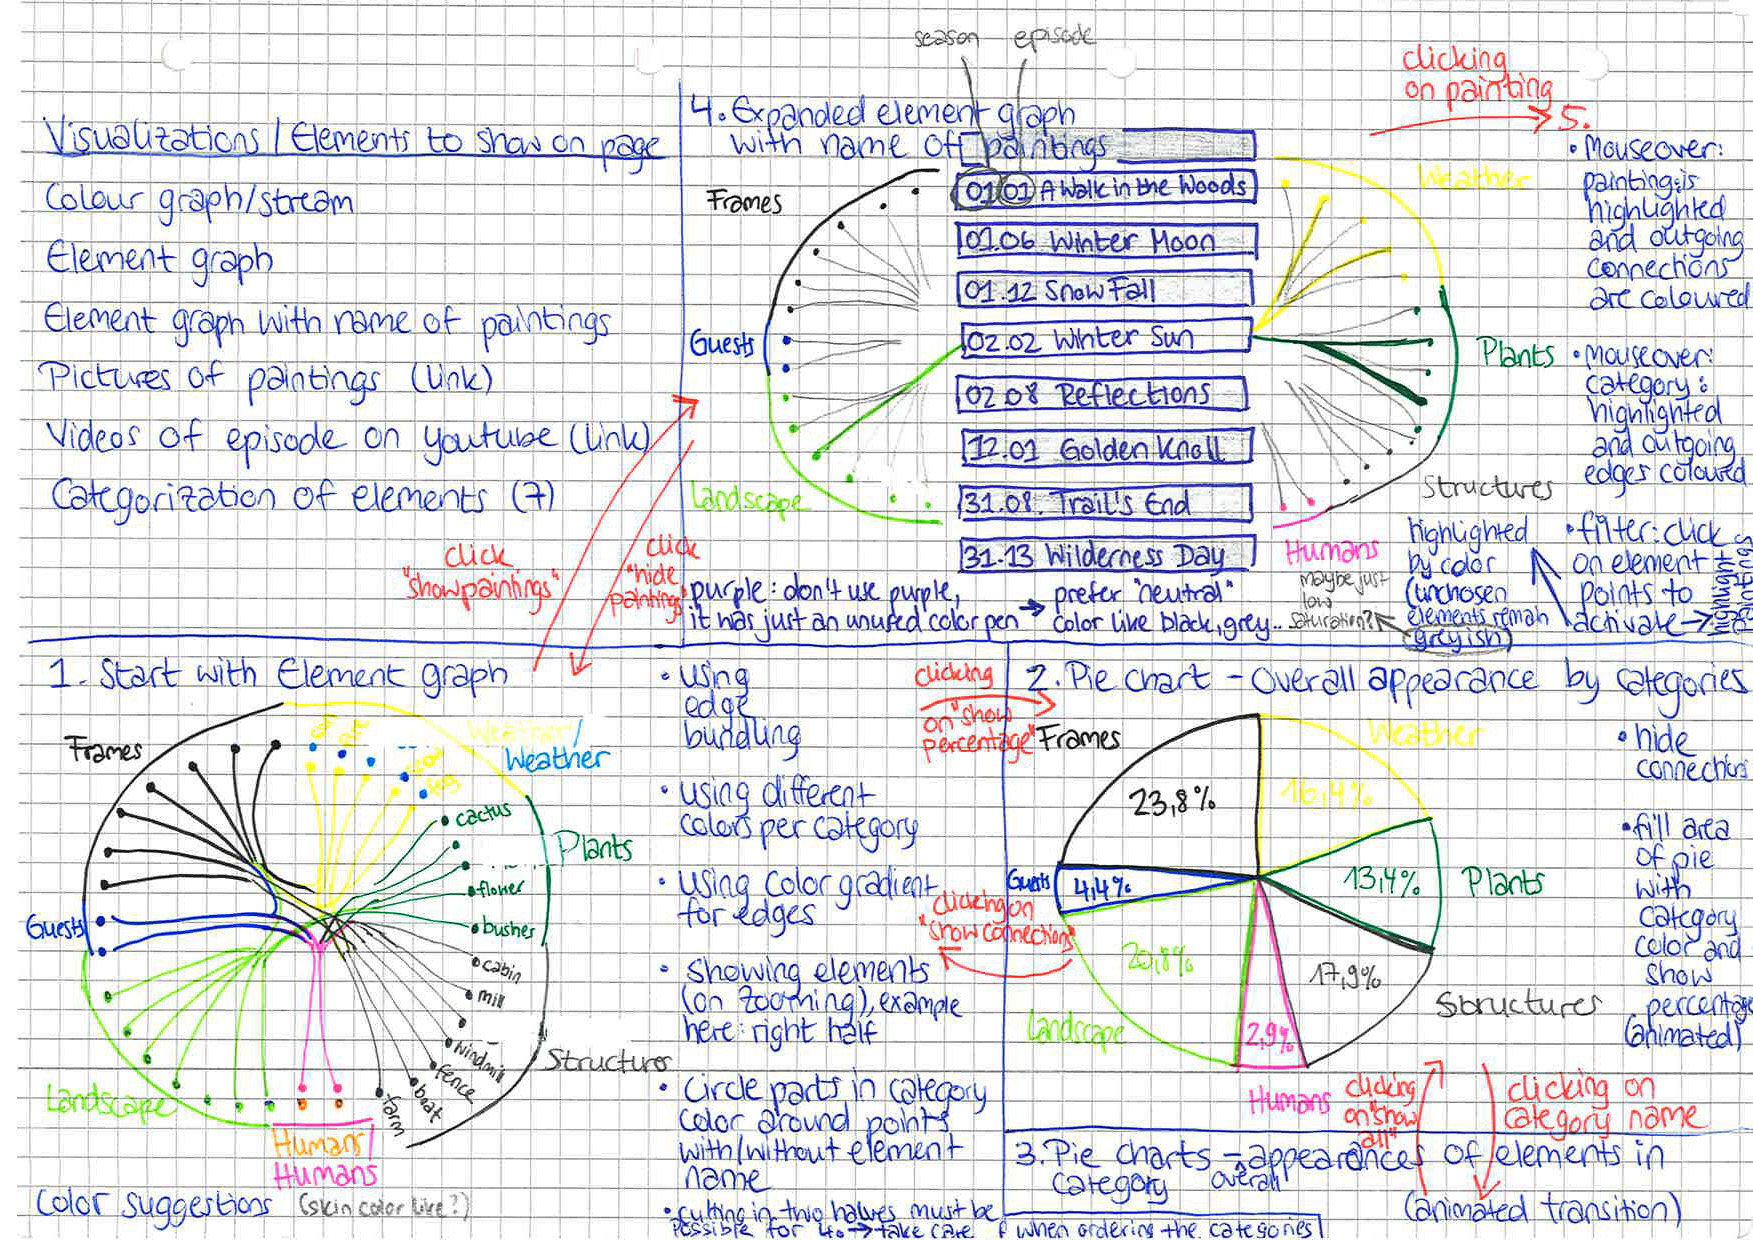 season episode
clicking
on painting
5.
Visualizations / Elements to show on page
Colour graph/stream
Element graph
Element graph with name of paintings
Pictures of paintings (Link)
Videos of episode on youtube (Link)
Categorization of elements (7)
click
"show paintings"
click
"hide
paintings"
4. Expanded element graph
with name of paintings
01 01 A Walk in the Woods
01.06 Winter Moon
01.12 Snow Fall
02.02 Winter Sun
02.08 Reflections
12.01 Golden Knoll
31.08. Trail's End
31.13 Wilderness Day
Frames
Guests
Landscape
Weather
Plants
Structures
Humans
• Mouseover:
painting is
highlighted
and outgoing
connections
are coloured
• Mouseover:
category:
highlighted
and outgoing
edges coloured
• filter: click
on element
points to
activate →
highlighted
by color
(unchosen
elements remain
greyish)
maybe just
low
saturation?
purple: don't use purple,
it was just an unused color pen → prefer "neutral"
color like black, grey...
1. Start with Element graph
Frames
Guests
Landscape
Humans/
Humans
Weather/
Weather
sun
snow
fog
Plants
cactus
flower
bushes
cabin
mill
windmill
fence
boat
farm
Structures
Color suggestions (skin color like?)
• using
edge
bundling
• using different
colors per category
• using color gradient
for edges
• showing elements
(on zooming), example
here: right half
• Circle parts in category
color around points
with/without element
name
• cutting in two halves must be
possible for 4. → take care when ordering the categories
clicking
on "show
percentage"
clicking on
"show connections"
2. Pie chart - Overall appearance by categories
Frames
23,8%
Weather
16,4%
Guests
4,4%
Plants
13,4%
Landscape
20,8%
Structures
17,9%
Humans
2,9%
• hide
connections
• fill area
of pie
with
category
color and
show
percentage
(animated)
clicking
on "show
all"
clicking on
category name
3. Pie charts - overall appearances of elements in
category
(animated transition)